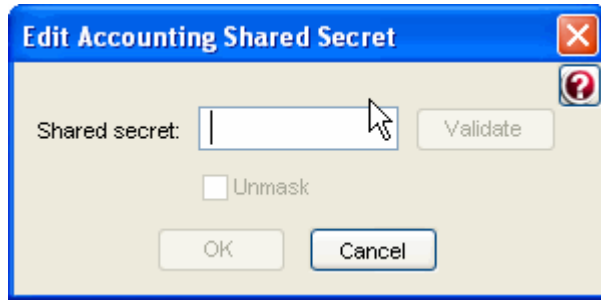 Edit Accounting Shared Secret
Shared secret: Validate
Unmask
OK Cancel